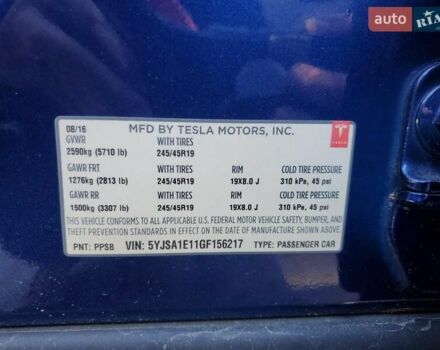 auto RIA
08/16 MFD BY TESLA MOTORS, INC.
TESLA
GVWR WITH TIRES
2590kg (5710 lb) 245/45R19
GAWR FRT WITH TIRES RIM COLD TIRE PRESSURE
1276kg (2813 lb) 245/45R19 19X8.0 J 310 kPa, 45 psi
GAWR RR WITH TIRES RIM COLD TIRE PRESSURE
1500kg (3307 lb) 245/45R19 19X8.0 J 310 kPa, 45 psi
THIS VEHICLE CONFORMS TO ALL APPLICABLE U.S. FEDERAL MOTOR VEHICLE SAFETY, BUMPER, AND
THEFT PREVENTION STANDARDS IN EFFECT ON THE DATE OF MANUFACTURE SHOWN ABOVE.
PNT: PPSB VIN: 5YJSA1E11GF156217 TYPE: PASSENGER CAR